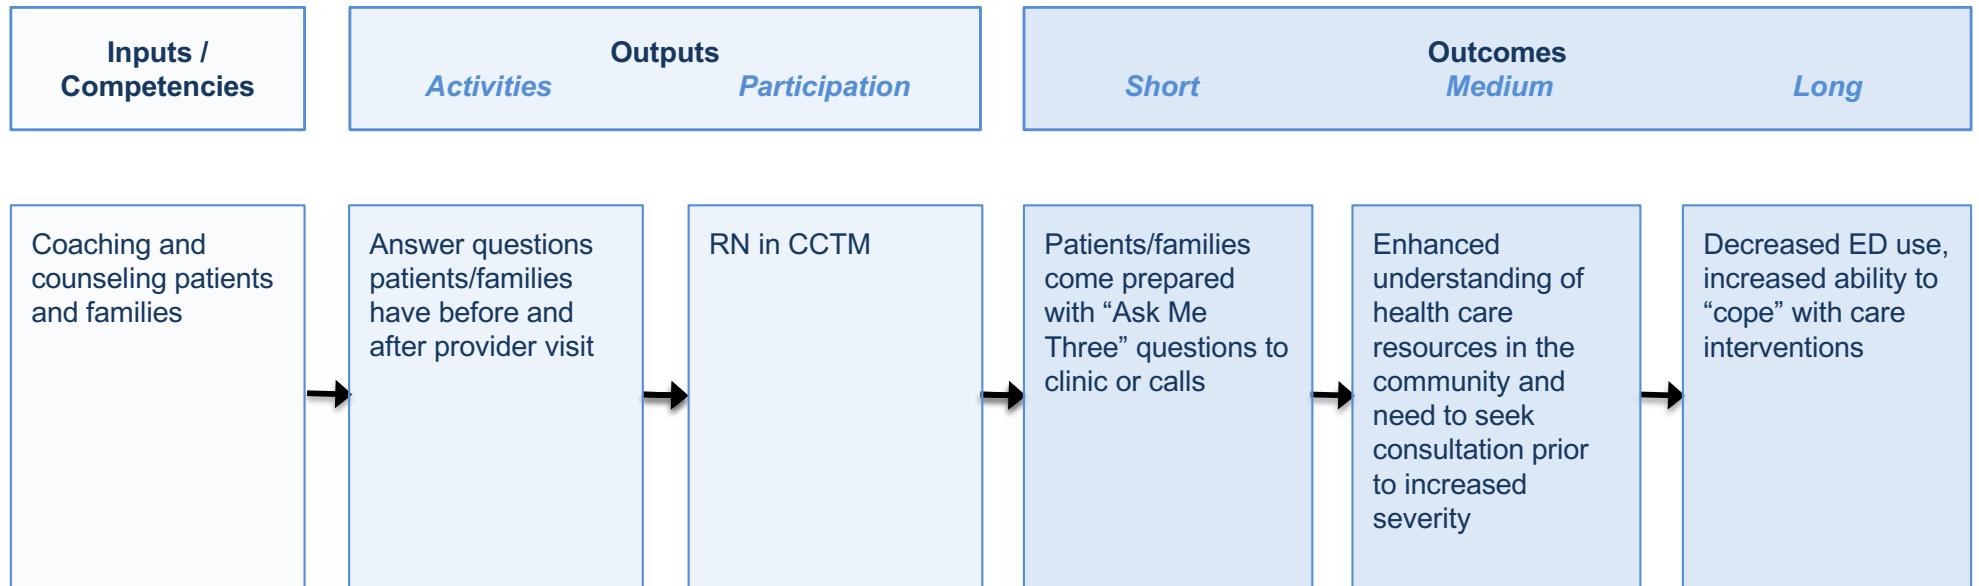 Inputs /
Competencies
Outputs
Activities
Participation
Outcomes
Short
Medium
Long
Coaching and
counseling patients
and families
Answer questions
patients/families
have before and
after provider visit
RN in CCTM
Patients/families
come prepared
with “Ask Me
Three” questions to
clinic or calls
Enhanced
understanding of
health care
resources in the
community and
need to seek
consultation prior
to increased
severity
Decreased ED use,
increased ability to
“cope” with care
interventions